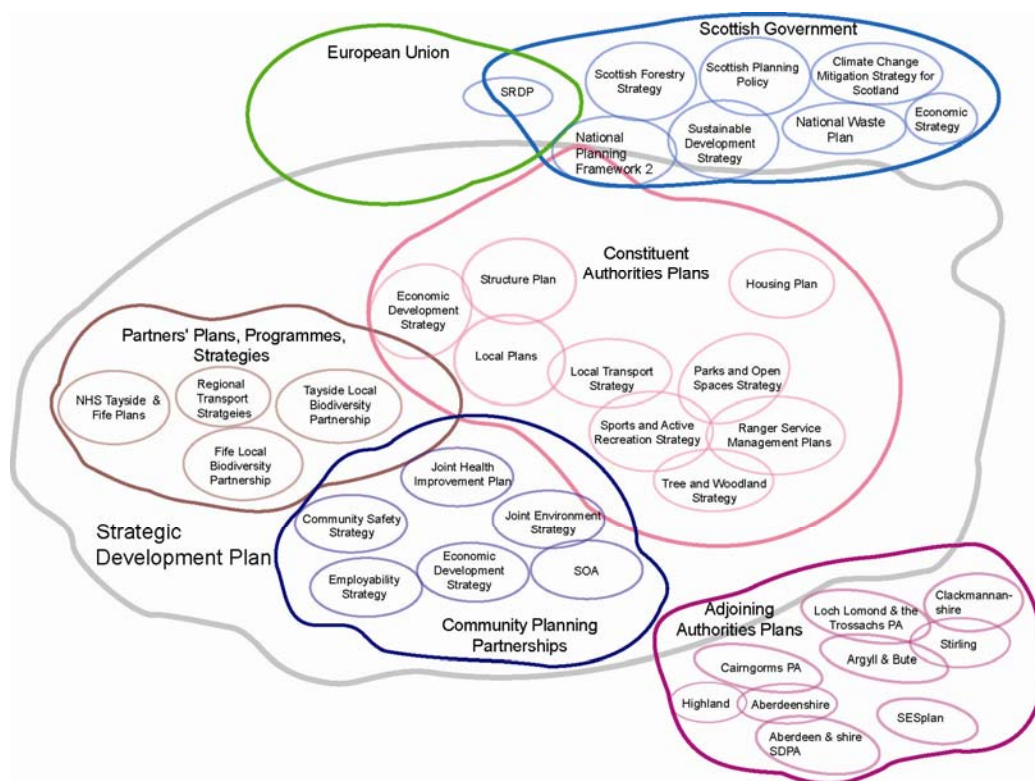 European Union
SRDP
Scottish Government
Scottish Forestry
Strategy
Scottish Planning
Policy
Climate Change
Mitigation Strategy for
Scotland
National
Planning
Framework 2
Sustainable
Development
Strategy
National Waste
Plan
Economic
Strategy
Constituent
Authorities Plans
Economic
Development
Strategy
Structure Plan
Housing Plan
Local Plans
Local Transport
Strategy
Parks and Open
Spaces Strategy
Sports and Active
Recreation Strategy
Ranger Service
Management Plans
Tree and Woodland
Strategy
Partners' Plans, Programmes,
Strategies
NHS Tayside &
Fife Plans
Regional
Transport
Stratgeies
Tayside Local
Biodiversity
Partnership
Fife Local
Biodiversity
Partnership
Strategic
Development Plan
Joint Health
Improvement Plan
Community Safety
Strategy
Joint Environment
Strategy
Employability
Strategy
Economic
Development
Strategy
SOA
Community Planning
Partnerships
Adjoining
Authorities Plans
Loch Lomond & the
Trossachs PA
Clackmannan-
shire
Stirling
Argyll & Bute
Cairngorms PA
Highland
Aberdeenshire
SESplan
Aberdeen & shire
SDPA